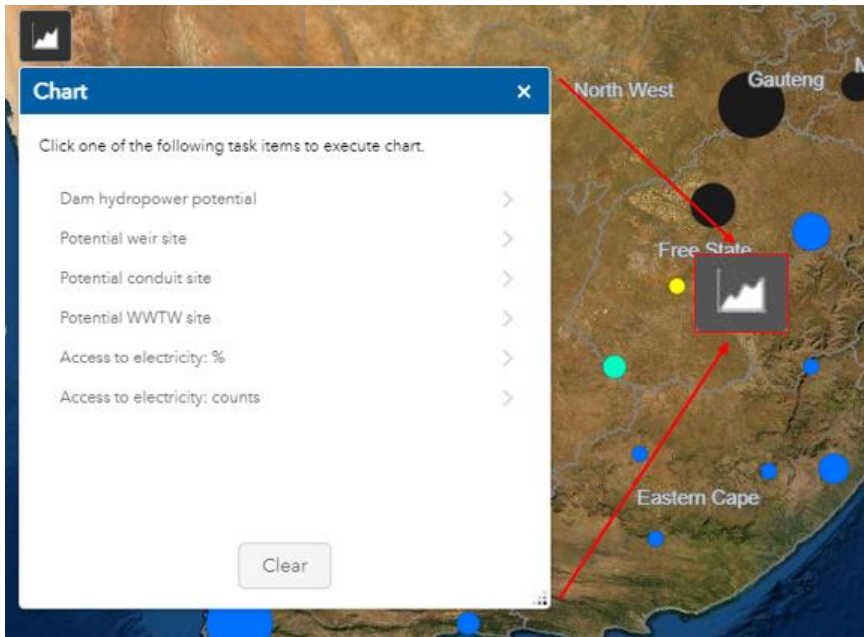 Chart
Click one of the following task items to execute chart.
Dam hydropower potential
Potential weir site
Potential conduit site
Potential WWTW site
Access to electricity: %
Access to electricity: counts
Clear
North West
Gauteng
M
Free State
Eastern Cape